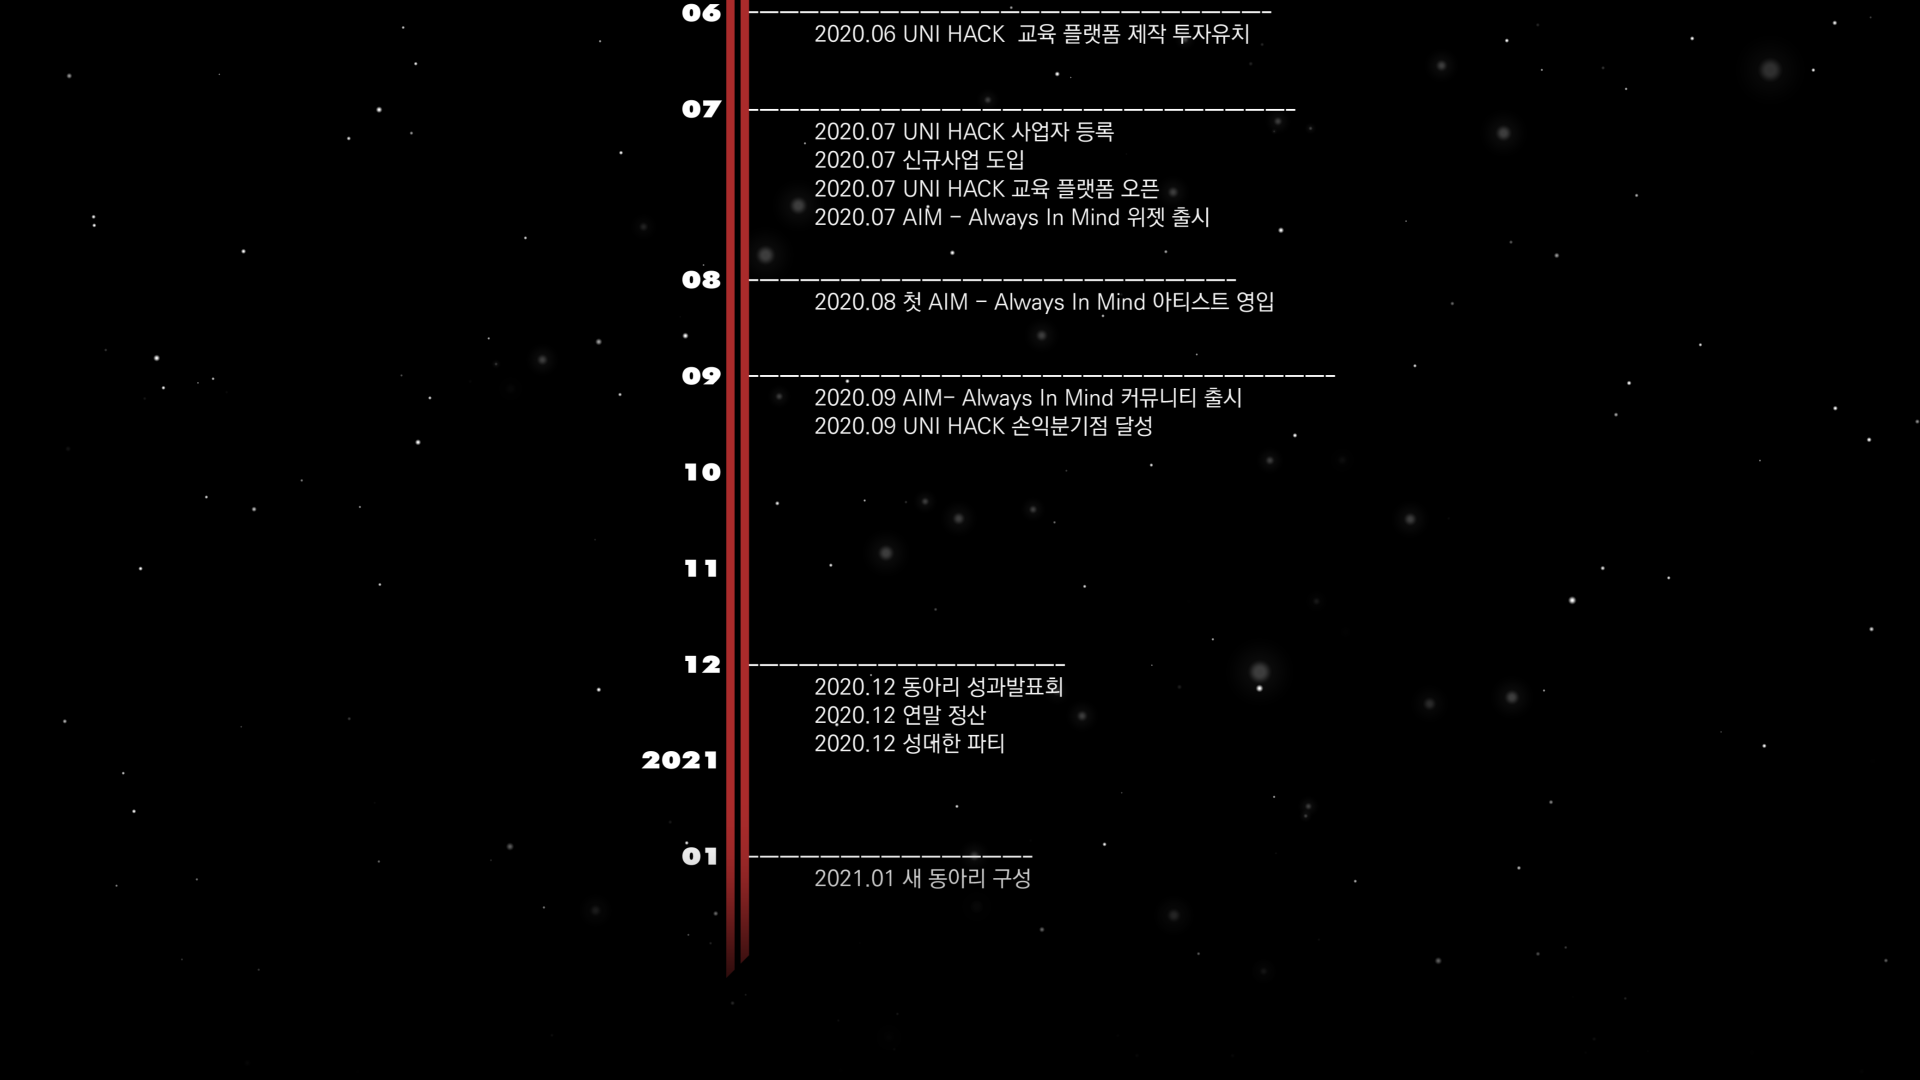 06
2020.06 UNI HACK 교육 플랫폼 제작 투자유치
07
2020.07 UNI HACK 사업자 등록
2020.07 신규사업 도입
2020.07 UNI HACK 교육 플랫폼 오픈
2020.07 AIM - Always In Mind 위젯 출시
08
2020.08 첫 AIM - Always In Mind 아티스트 영입
09
2020.09 AIM- Always In Mind 커뮤니티 출시
2020.09 UNI HACK 손익분기점 달성
10
11
12
2020.12 동아리 성과발표회
2020.12 연말 정산
2020.12 성대한 파티
2021
01
2021.01 새 동아리 구성